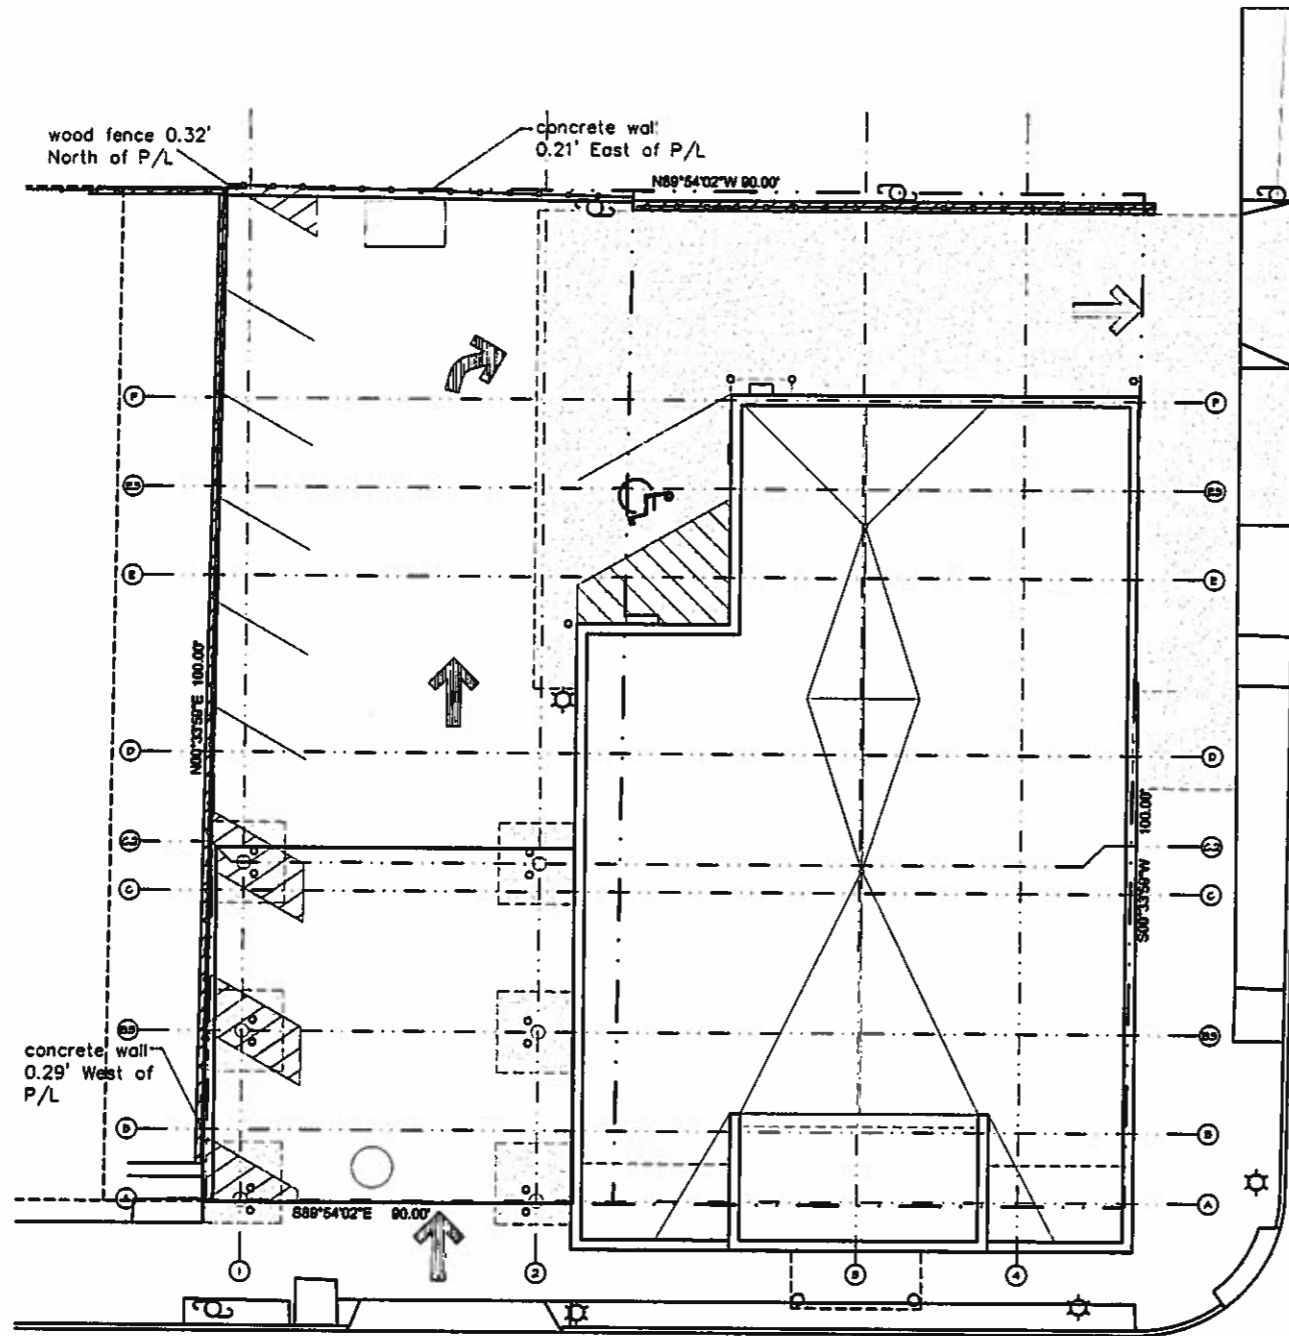 wood fence 0.32'
North of P/L
concrete wall
0.21' East of P/L
N89°54'02"W 90.00'
F
F
E
E
N00°33'59"E 100.00'
D
D
S00°33'59"W 100.00'
C
C
concrete wall
0.29' West of
P/L
B
A
A
S89°54'02"E 90.00'
1
2
3
4